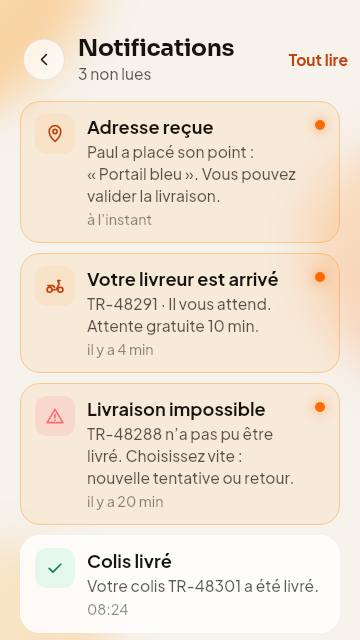 Notifications
3 non lues
Tout lire
Adresse reçue
Paul a placé son point :
« Portail bleu ». Vous pouvez
valider la livraison.
à l’instant
Votre livreur est arrivé
TR-48291 · Il vous attend.
Attente gratuite 10 min.
il y a 4 min
Livraison impossible
TR-48288 n’a pas pu être
livré. Choisissez vite :
nouvelle tentative ou retour.
il y a 20 min
Colis livré
Votre colis TR-48301 a été livré.
08:24